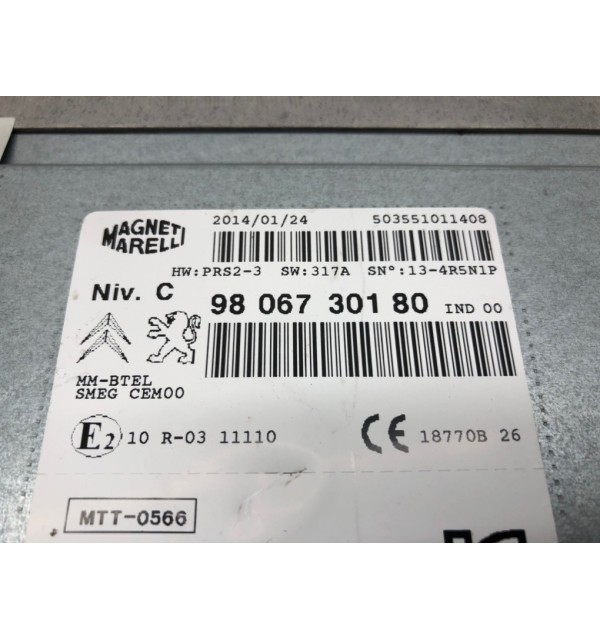 MAGNETI MARELLI
2014/01/24 503551011408
HW:PRS2-3 SW:317A SN°:13-4R5N1P
Niv. C 98 067 301 80 IND 00
MM-BTEL
SMEG CEM00
E2 10 R-03 11110 CE 18770B 26
MTT-0566